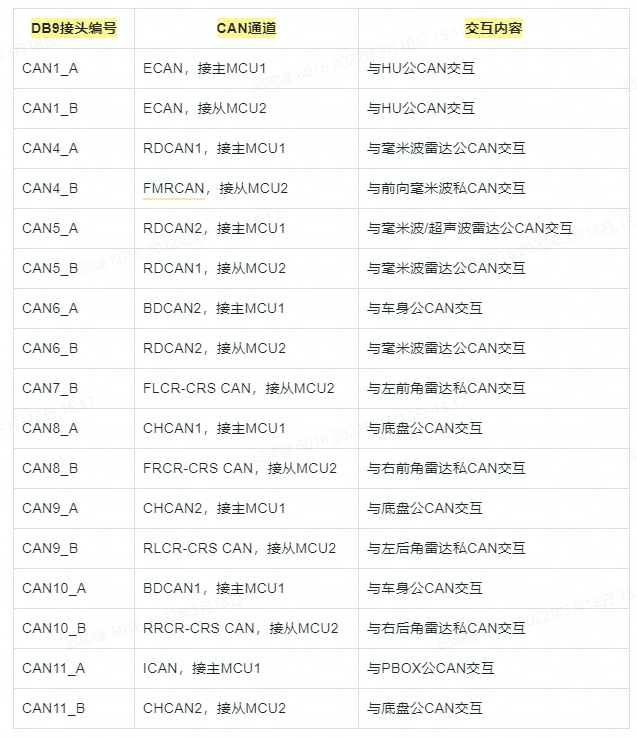 DB9接头编号 CAN通道 交互内容
CAN1_A ECAN，接主MCU1 与HU公CAN交互
CAN1_B ECAN，接从MCU2 与HU公CAN交互
CAN4_A RDCAN1，接主MCU1 与毫米波雷达公CAN交互
CAN4_B FMRCAN，接从MCU2 与前向毫米波私CAN交互
CAN5_A RDCAN2，接主MCU1 与毫米波/超声波雷达公CAN交互
CAN5_B RDCAN1，接从MCU2 与毫米波雷达公CAN交互
CAN6_A BDCAN2，接主MCU1 与车身公CAN交互
CAN6_B RDCAN2，接从MCU2 与毫米波雷达公CAN交互
CAN7_B FLCR-CRS CAN，接从MCU2 与左前角雷达私CAN交互
CAN8_A CHCAN1，接主MCU1 与底盘公CAN交互
CAN8_B FRCR-CRS CAN，接从MCU2 与右前角雷达私CAN交互
CAN9_A CHCAN2，接主MCU1 与底盘公CAN交互
CAN9_B RLCR-CRS CAN，接从MCU2 与左后角雷达私CAN交互
CAN10_A BDCAN1，接主MCU1 与车身公CAN交互
CAN10_B RRCR-CRS CAN，接从MCU2 与右后角雷达私CAN交互
CAN11_A ICAN，接主MCU1 与PBOX公CAN交互
CAN11_B CHCAN2，接从MCU2 与底盘公CAN交互